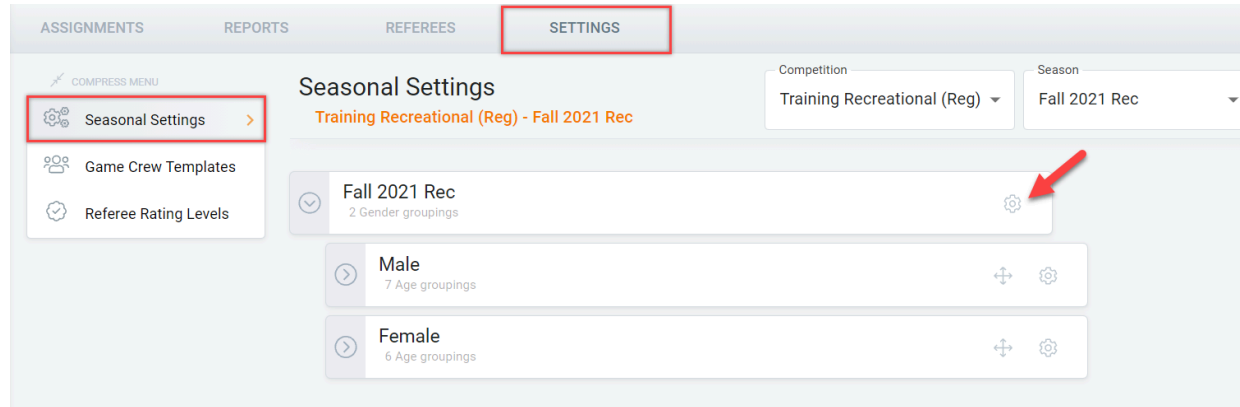 ASSIGNMENTS REPORTS REFEREES SETTINGS
COMPRESS MENU
Seasonal Settings
Game Crew Templates
Referee Rating Levels
Seasonal Settings
Training Recreational (Reg) - Fall 2021 Rec
Competition
Training Recreational (Reg)
Season
Fall 2021 Rec
Fall 2021 Rec
2 Gender groupings
Male
7 Age groupings
Female
6 Age groupings